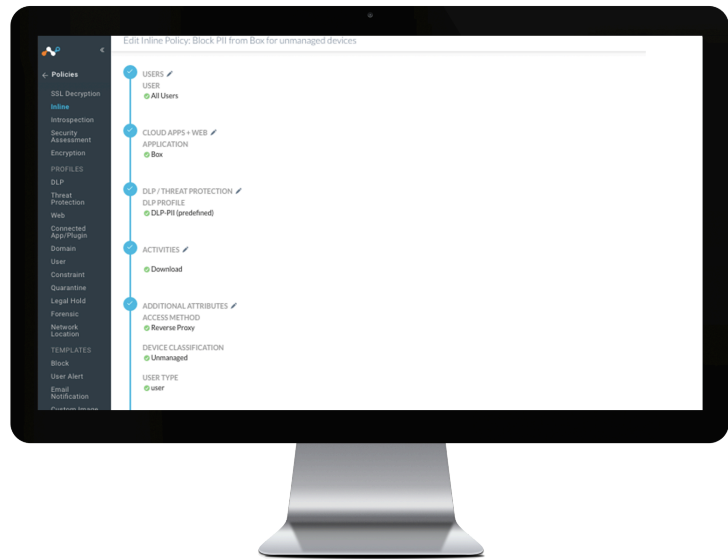 Edit Inline Policy: Block PII from Box for unmanaged devices
«
← Policies
SSL Decryption
Inline
Introspection
Security
Assessment
Encryption
PROFILES
DLP
Threat
Protection
Web
Connected
App/Plugin
Domain
User
Constraint
Quarantine
Legal Hold
Forensic
Network
Location
TEMPLATES
Block
User Alert
Email
Notification
Custom Image
USERS
USER
All Users
CLOUD APPS + WEB
APPLICATION
Box
DLP / THREAT PROTECTION
DLP PROFILE
DLP-PII (predefined)
ACTIVITIES
Download
ADDITIONAL ATTRIBUTES
ACCESS METHOD
Reverse Proxy
DEVICE CLASSIFICATION
Unmanaged
USER TYPE
user